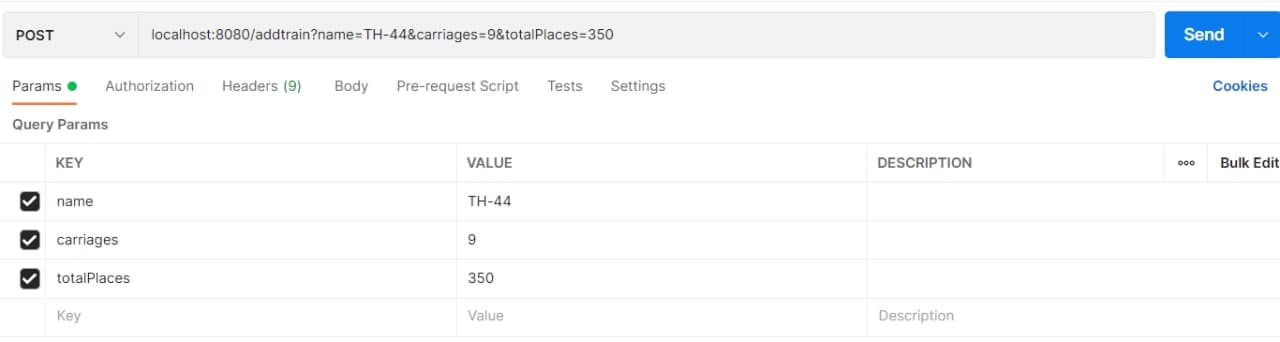 POST localhost:8080/addtrain?name=TH-44&carriages=9&totalPlaces=350 Send
Params Authorization Headers (9) Body Pre-request Script Tests Settings Cookies
Query Params
KEY VALUE DESCRIPTION ooo Bulk Edit
name TH-44
carriages 9
totalPlaces 350
Key Value Description